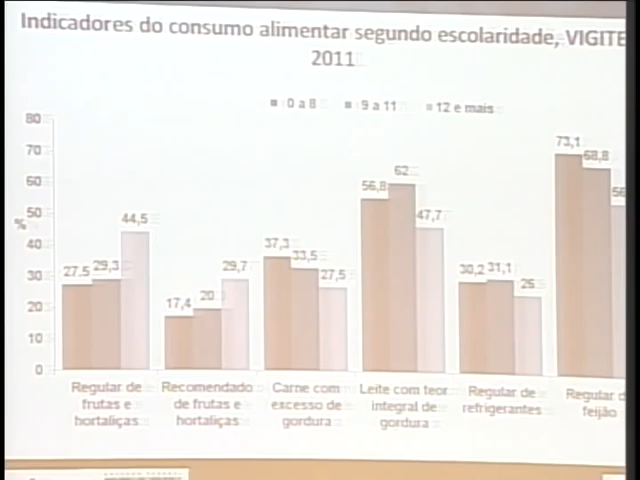 Indicadores do consumo alimentar segundo escolaridade, VIGITE
2011
0 a 8 9 a 11 12 e mais
%
80
70
60
50
40
30
20
10
0
27,5 29,3 44,5
17,4 20 29,7
37,3 33,5 27,5
56,8 62 47,7
30,2 31,1 25
73,1 68,8 56
Regular de
frutas e
hortaliças
Recomendado
de frutas e
hortaliças
Carne com
excesso de
gordura
Leite com teor
integral de
gordura
Regular de
refrigerantes
Regular d
feijão